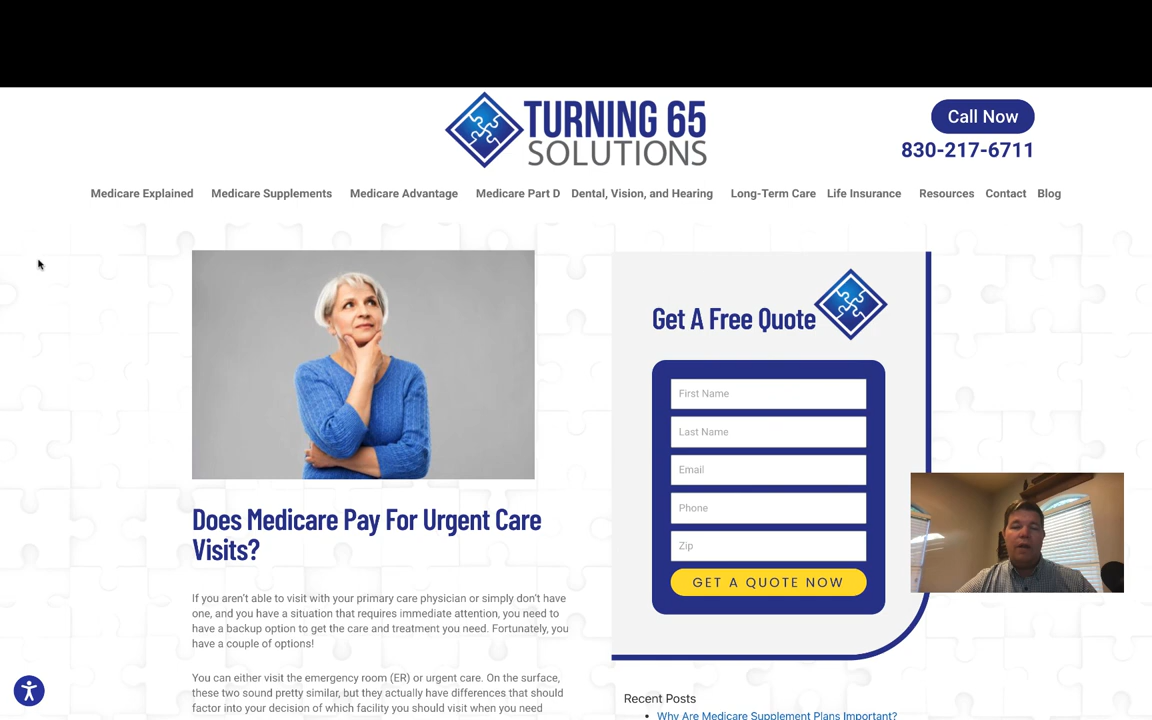 TURNING 65
SOLUTIONS
Call Now
830-217-6711
Medicare Explained Medicare Supplements Medicare Advantage Medicare Part D Dental, Vision, and Hearing Long-Term Care Life Insurance Resources Contact Blog
Get A Free Quote
First Name
Last Name
Email
Phone
Zip
GET A QUOTE NOW
Does Medicare Pay For Urgent Care
Visits?
If you aren't able to visit with your primary care physician or simply don't have
one, and you have a situation that requires immediate attention, you need to
have a backup option to get the care and treatment you need. Fortunately, you
have a couple of options!
You can either visit the emergency room (ER) or urgent care. On the surface,
these two sound pretty similar, but they actually have differences that should
factor into your decision of which facility you should visit when you need
Recent Posts
Why Are Medicare Supplement Plans Important?